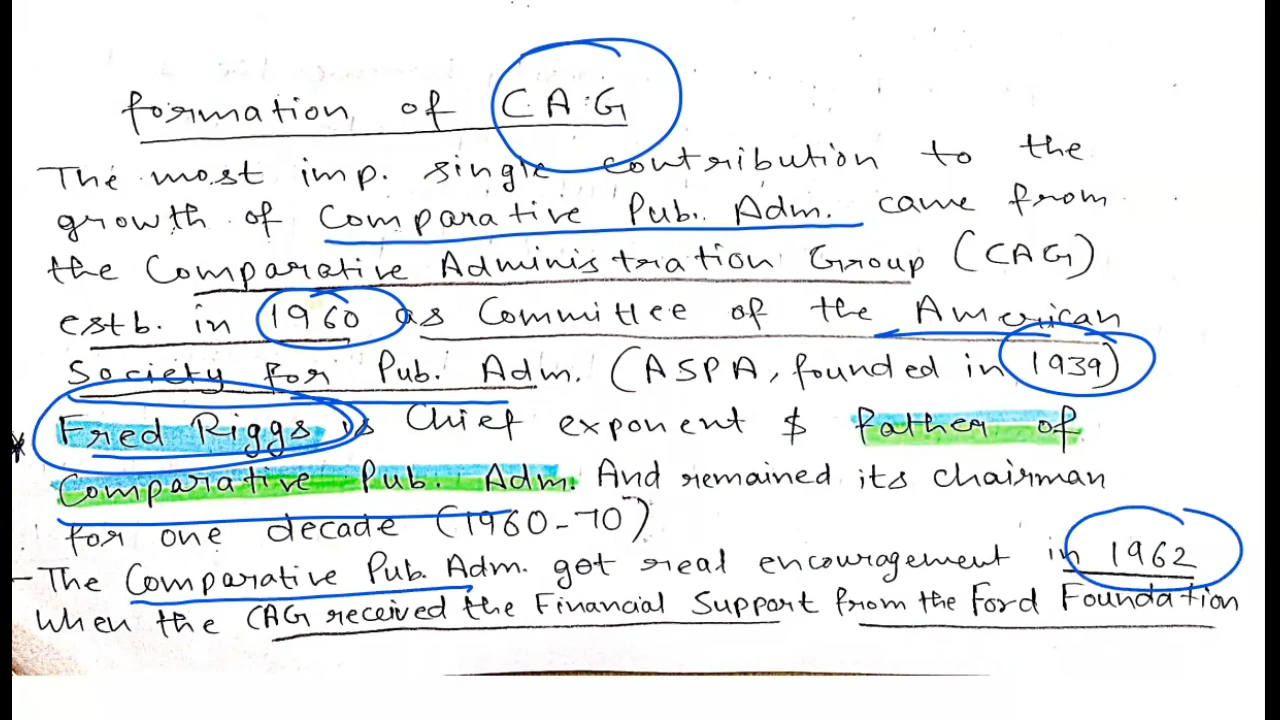 formation of C.A.G
The most imp. single contribution to the
growth of Comparative Pub. Adm. came from
the Comparative Administration Group (CAG)
estb. in 1960 as Committee of the American
Society for Pub. Adm. (ASPA, founded in 1939)
Fred Riggs is Chief exponent $ father of
Comparative Pub. Adm. And remained its chairman
for one decade (1960-70)
- The Comparative Pub. Adm. got real encouragement in 1962
When the CAG received the Financial Support from the Ford Foundation